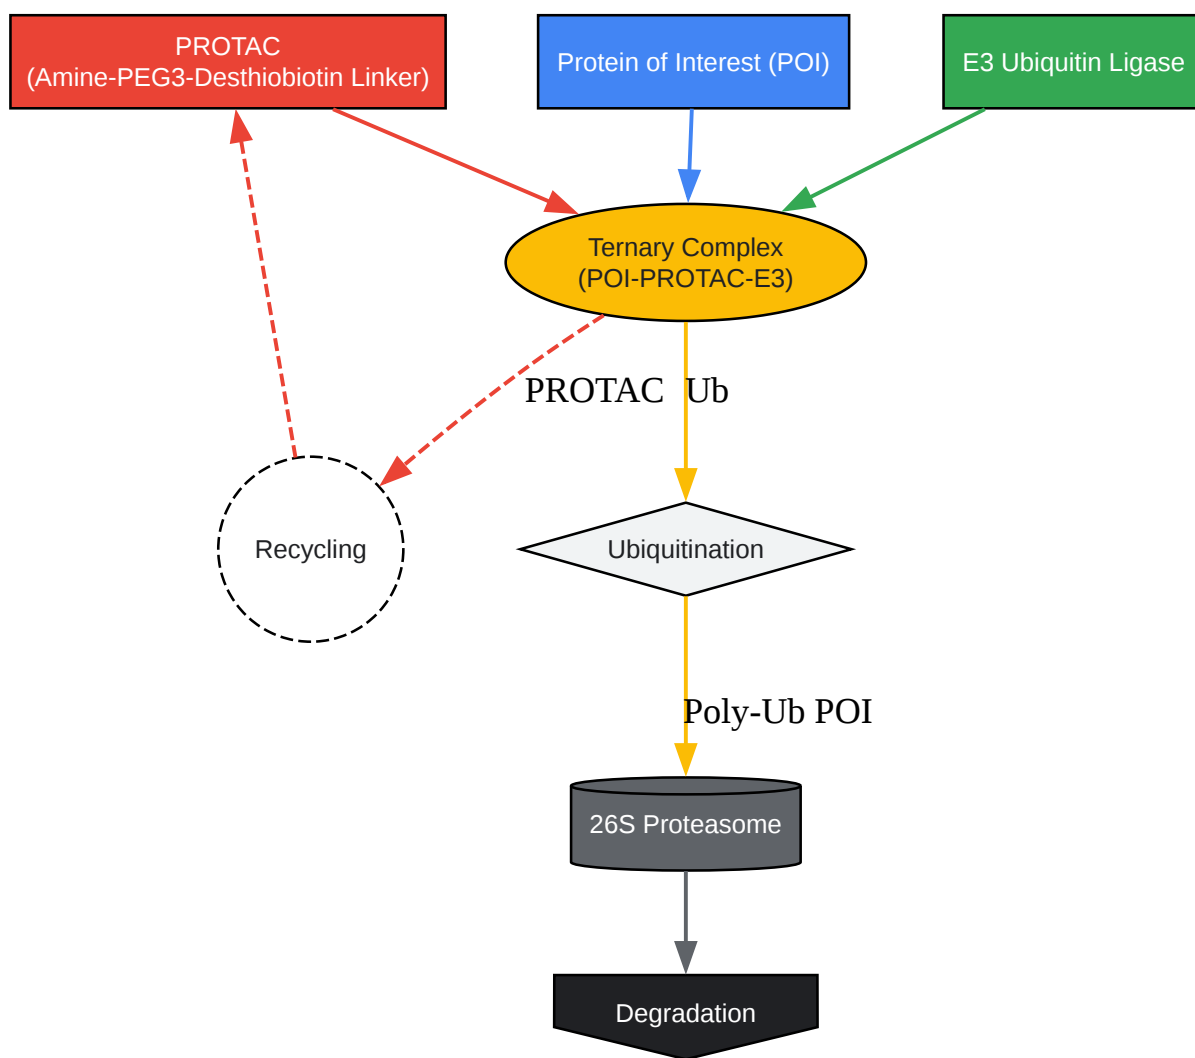 PROTAC
(Amine-PEG3-Desthiobiotin Linker)
Protein of Interest (POI)
E3 Ubiquitin Ligase
Ternary Complex
(POI-PROTAC-E3)
PROTAC
Ub
Recycling
Ubiquitination
Poly-Ub POI
26S Proteasome
Degradation